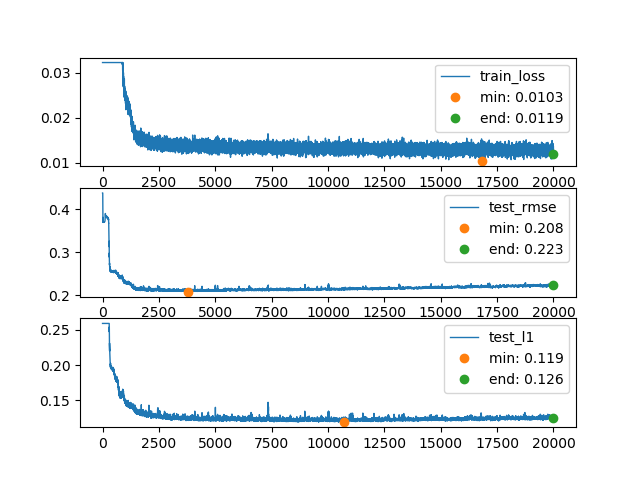 0.03
0.02
0.01
train_loss
min: 0.0103
end: 0.0119
0 2500 5000 7500 10000 12500 15000 17500 20000
0.4
0.3
0.2
test_rmse
min: 0.208
end: 0.223
0 2500 5000 7500 10000 12500 15000 17500 20000
0.25
0.20
0.15
test_l1
min: 0.119
end: 0.126
0 2500 5000 7500 10000 12500 15000 17500 20000